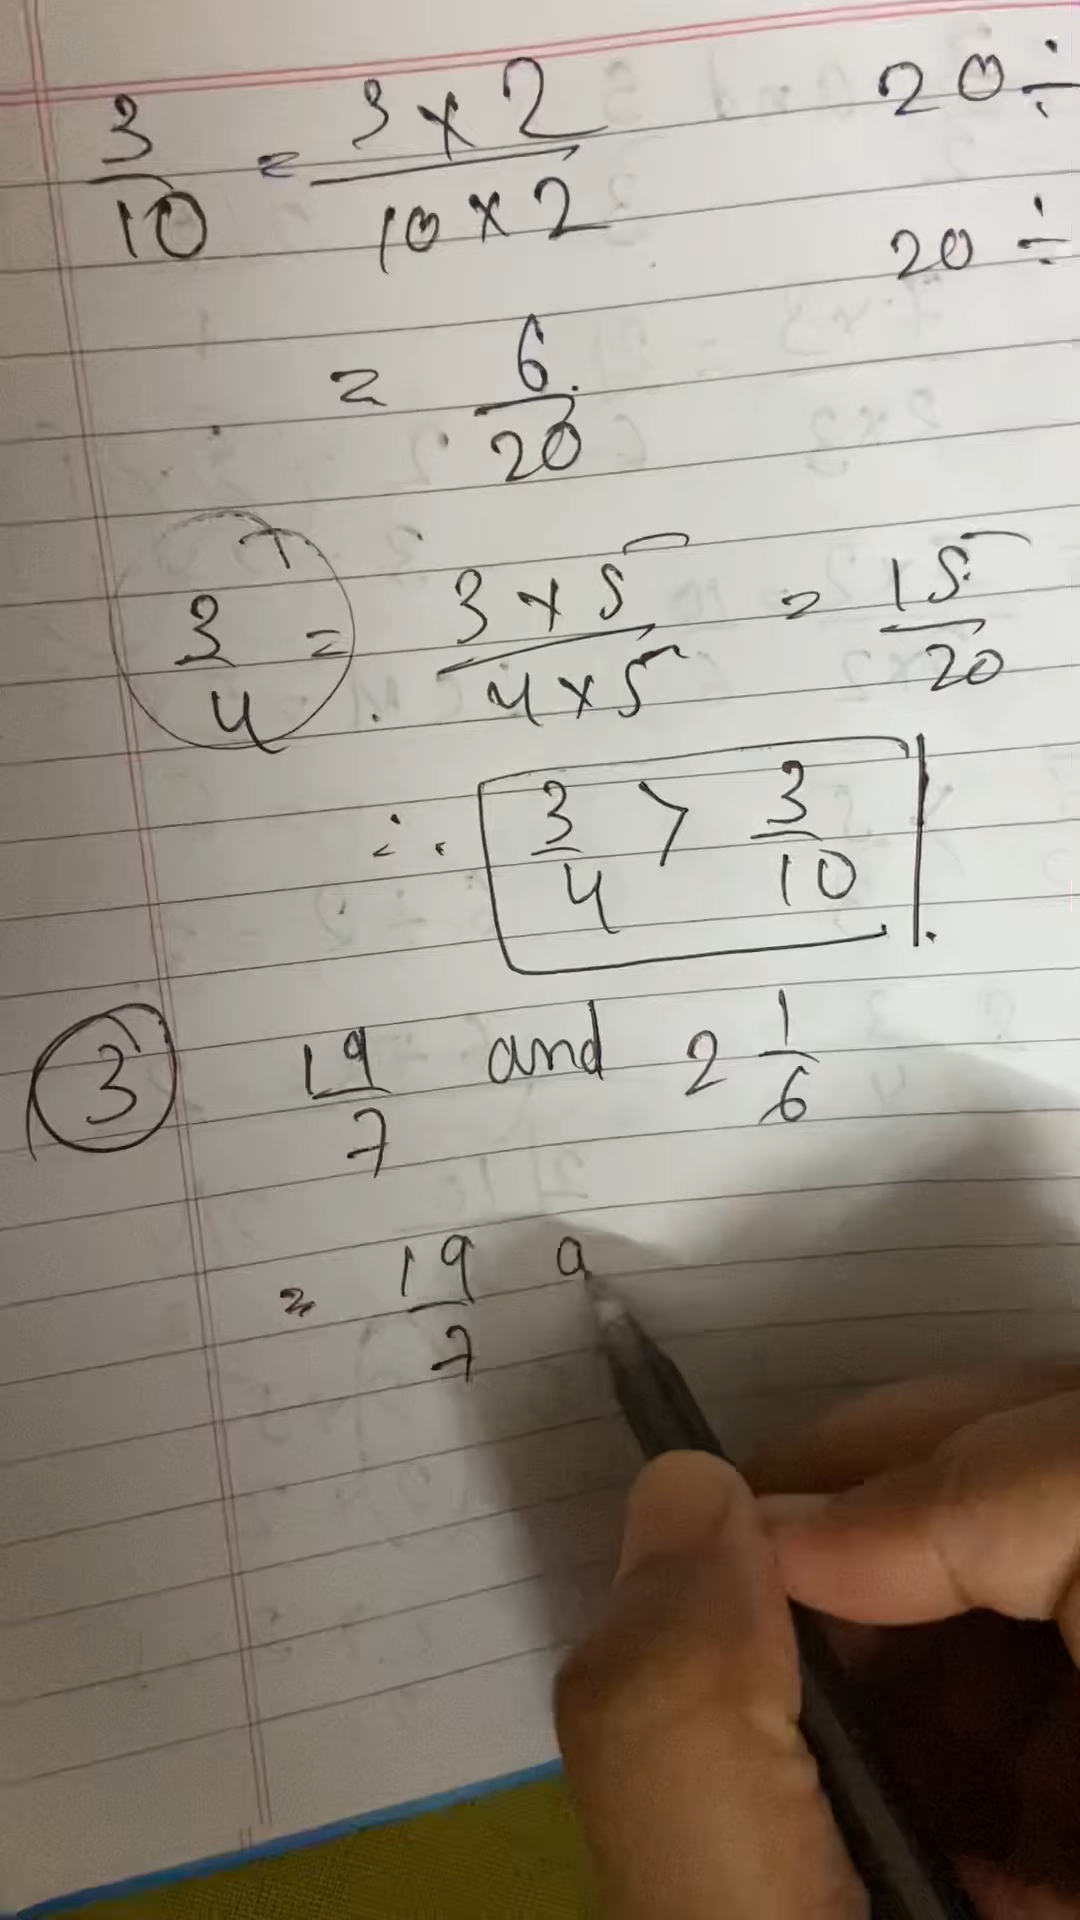 3/10 = 3 × 2 / 10 × 2 20 ÷
20 ÷
= 6/20
3/4 = 3 × 5 / 4 × 5 = 15/20
∴ 3/4 > 3/10
3 19/7 and 2 1/6
= 19/7 a